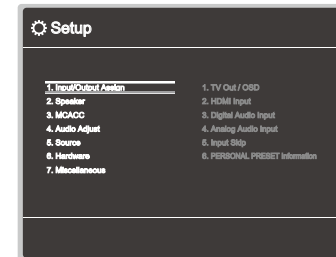 Setup
1. Input/Output Assign
2. Speaker
3. MCACC
4. Audio Adjust
5. Source
6. Hardware
7. Miscellaneous
1. TV Out / OSD
2. HDMI Input
3. Digital Audio Input
4. Analog Audio Input
5. Input Skip
6. PERSONAL PRESET Information